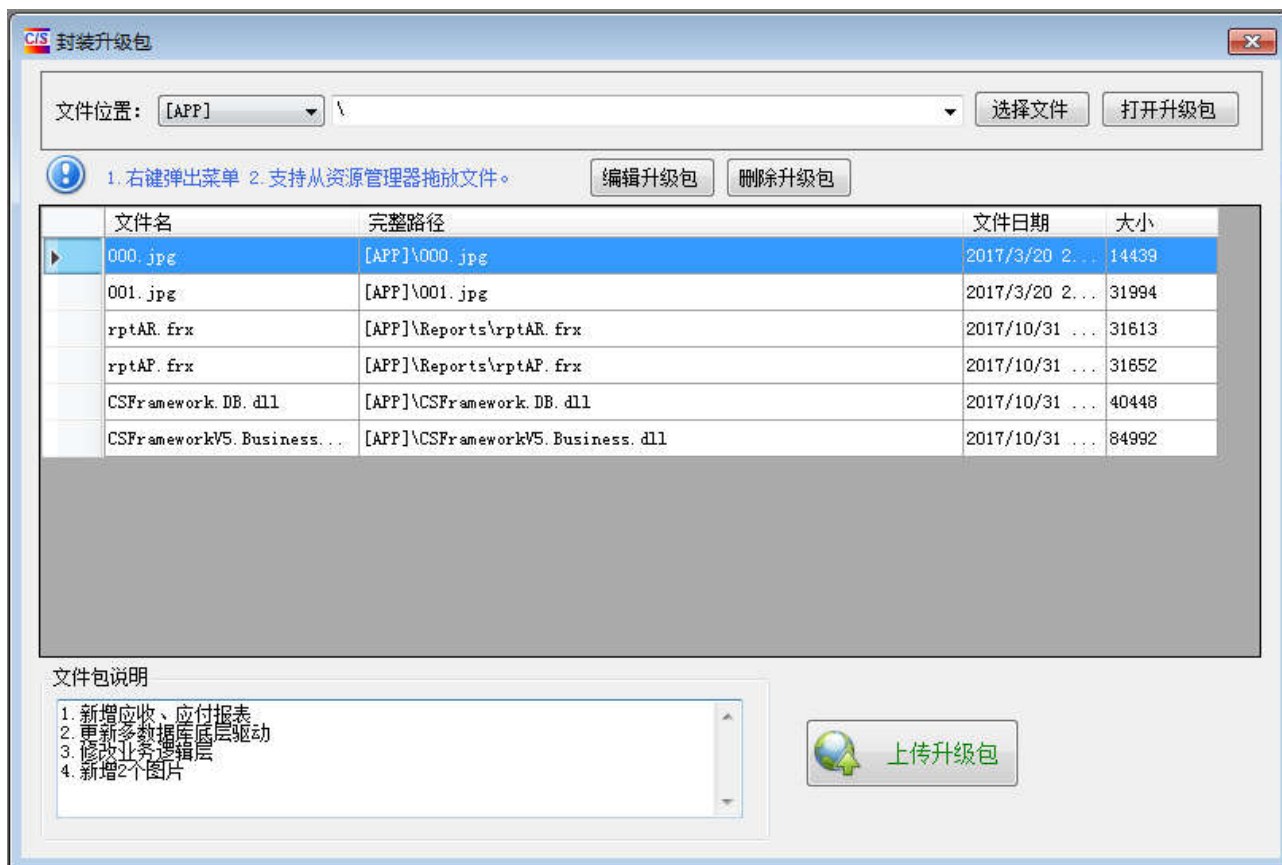 C/S 封装升级包
文件位置： [APP] \ 选择文件 打开升级包
1.右键弹出菜单 2.支持从资源管理器拖放文件。 编辑升级包 删除升级包
文件名 完整路径 文件日期 大小
000.jpg [APP]\000.jpg 2017/3/20 2... 14439
001.jpg [APP]\001.jpg 2017/3/20 2... 31994
rptAR.frx [APP]\Reports\rptAR.frx 2017/10/31 ... 31613
rptAP.frx [APP]\Reports\rptAP.frx 2017/10/31 ... 31652
CSFramework.DB.dll [APP]\CSFramework.DB.dll 2017/10/31 ... 40448
CSFrameworkV5.Business... [APP]\CSFrameworkV5.Business.dll 2017/10/31 ... 84992
文件包说明
1.新增应收、应付报表
2.更新多数据库底层驱动
3.修改业务逻辑层
4.新增2个图片
上传升级包